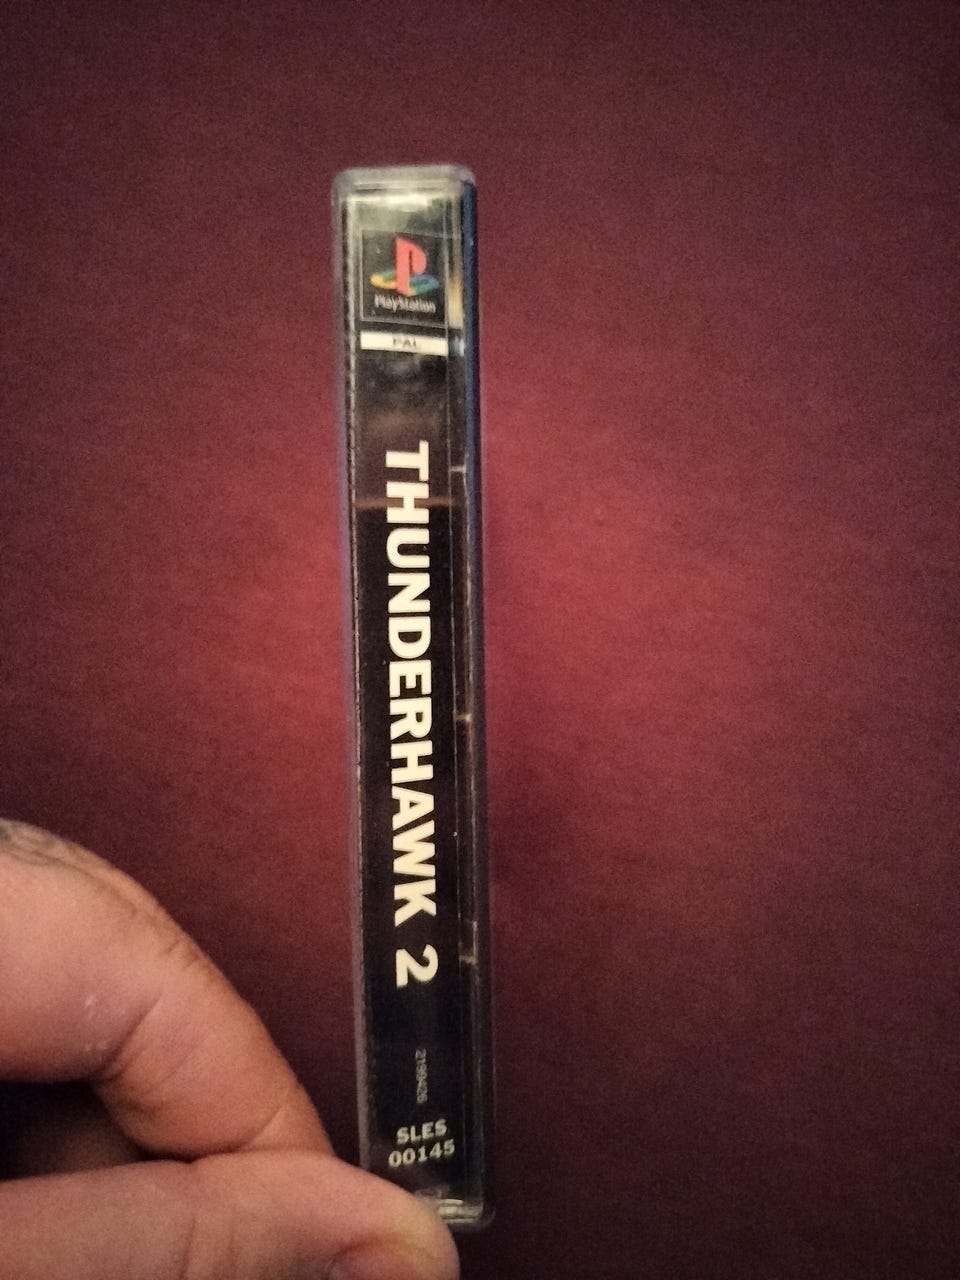 PlayStation
PAL
THUNDERHAWK 2
SLES
00145